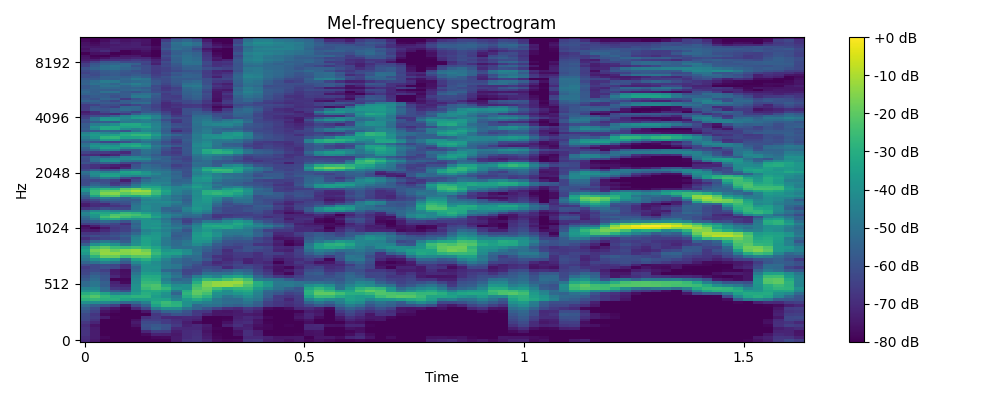 Mel-frequency spectrogram
8192
4096
2048
1024
512
0
Hz
0
0.5
1
1.5
Time
+0 dB
-10 dB
-20 dB
-30 dB
-40 dB
-50 dB
-60 dB
-70 dB
-80 dB